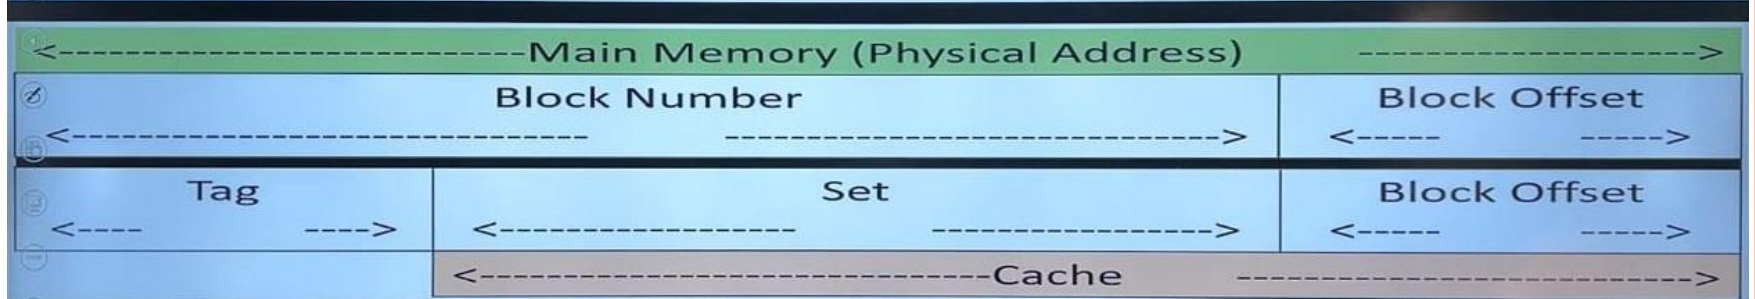 <----------------------------Main Memory (Physical Address) -------------------->
Block Number Block Offset
<------------------------------- ------------------------------> <----- ----->
Tag Set Block Offset
<---- ----> <------------------ -----------------> <----- ----->
<-------------------------------Cache ---------------------------->